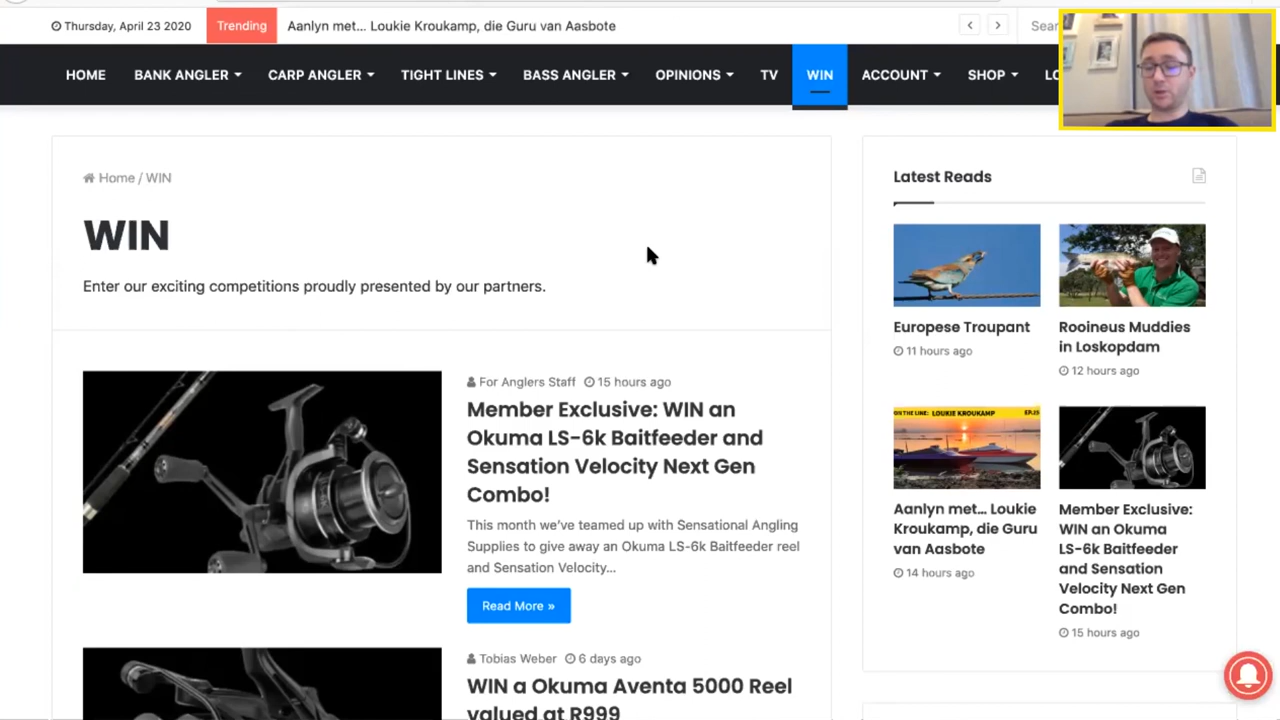 Thursday, April 23 2020
Trending
Aanlyn met... Loukie Kroukamp, die Guru van Aasbote
HOME
BANK ANGLER
CARP ANGLER
TIGHT LINES
BASS ANGLER
OPINIONS
TV
WIN
ACCOUNT
SHOP
Home / WIN
WIN
Enter our exciting competitions proudly presented by our partners.
For Anglers Staff 15 hours ago
Member Exclusive: WIN an
Okuma LS-6k Baitfeeder and
Sensation Velocity Next Gen
Combo!
This month we've teamed up with Sensational Angling
Supplies to give away an Okuma LS-6k Baitfeeder reel
and Sensation Velocity...
Read More »
Tobias Weber 6 days ago
WIN a Okuma Aventa 5000 Reel
valued at R999
Latest Reads
Europese Troupant
11 hours ago
Rooineus Muddies
in Loskopdam
12 hours ago
ON THE LINE: LOUKIE KROUKAMP
Aanlyn met... Loukie
Kroukamp, die Guru
van Aasbote
14 hours ago
Member Exclusive:
WIN an Okuma
LS-6k Baitfeeder
and Sensation
Velocity Next Gen
Combo!
15 hours ago